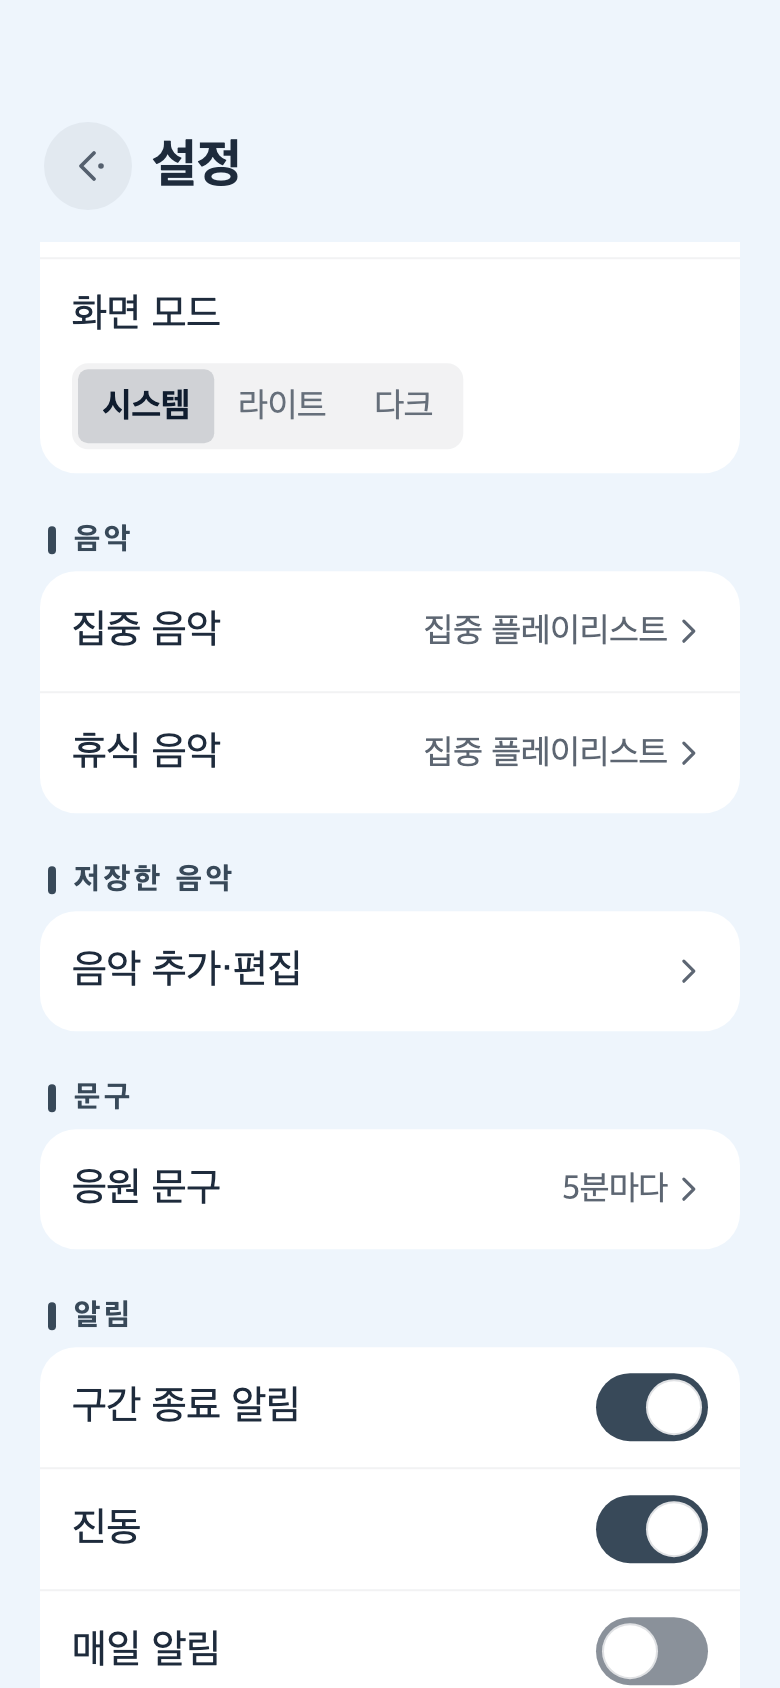 설정
화면 모드
시스템 라이트 다크
음악
집중 음악 집중 플레이리스트
휴식 음악 집중 플레이리스트
저장한 음악
음악 추가·편집
문구
응원 문구 5분마다
알림
구간 종료 알림
진동
매일 알림